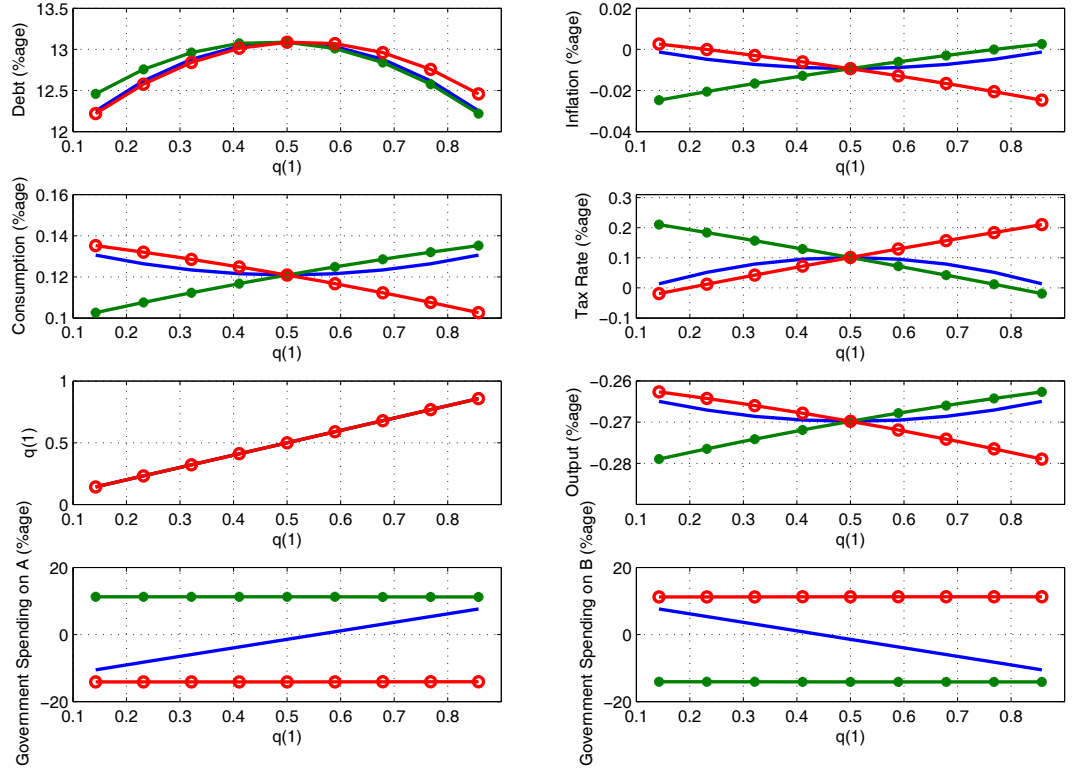 Debt (%age)
13.5
13
12.5
12
0.1 0.2 0.3 0.4 0.5 0.6 0.7 0.8
q(1)
Inflation (%age)
0.02
0
−0.02
−0.04
0.1 0.2 0.3 0.4 0.5 0.6 0.7 0.8
q(1)
Consumption (%age)
0.16
0.14
0.12
0.1
0.1 0.2 0.3 0.4 0.5 0.6 0.7 0.8
q(1)
Tax Rate (%age)
0.3
0.2
0.1
0
−0.1
0.1 0.2 0.3 0.4 0.5 0.6 0.7 0.8
q(1)
q(1)
1
0.5
0
0.1 0.2 0.3 0.4 0.5 0.6 0.7 0.8
q(1)
Output (%age)
−0.26
−0.27
−0.28
0.1 0.2 0.3 0.4 0.5 0.6 0.7 0.8
q(1)
Government Spending on A (%age)
20
0
−20
0.1 0.2 0.3 0.4 0.5 0.6 0.7 0.8
q(1)
Government Spending on B (%age)
20
0
−20
0.1 0.2 0.3 0.4 0.5 0.6 0.7 0.8
q(1)